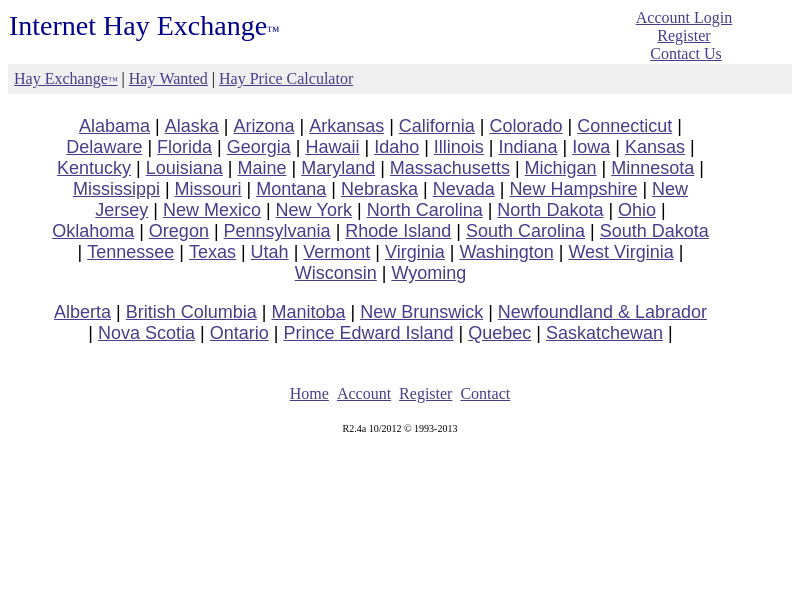 Internet Hay Exchange™
Account Login
Register
Contact Us
Hay Exchange™ | Hay Wanted | Hay Price Calculator
Alabama | Alaska | Arizona | Arkansas | California | Colorado | Connecticut |
Delaware | Florida | Georgia | Hawaii | Idaho | Illinois | Indiana | Iowa | Kansas |
Kentucky | Louisiana | Maine | Maryland | Massachusetts | Michigan | Minnesota |
Mississippi | Missouri | Montana | Nebraska | Nevada | New Hampshire | New
Jersey | New Mexico | New York | North Carolina | North Dakota | Ohio |
Oklahoma | Oregon | Pennsylvania | Rhode Island | South Carolina | South Dakota
| Tennessee | Texas | Utah | Vermont | Virginia | Washington | West Virginia |
Wisconsin | Wyoming
Alberta | British Columbia | Manitoba | New Brunswick | Newfoundland & Labrador
| Nova Scotia | Ontario | Prince Edward Island | Quebec | Saskatchewan |
Home Account Register Contact
R2.4a 10/2012 © 1993-2013